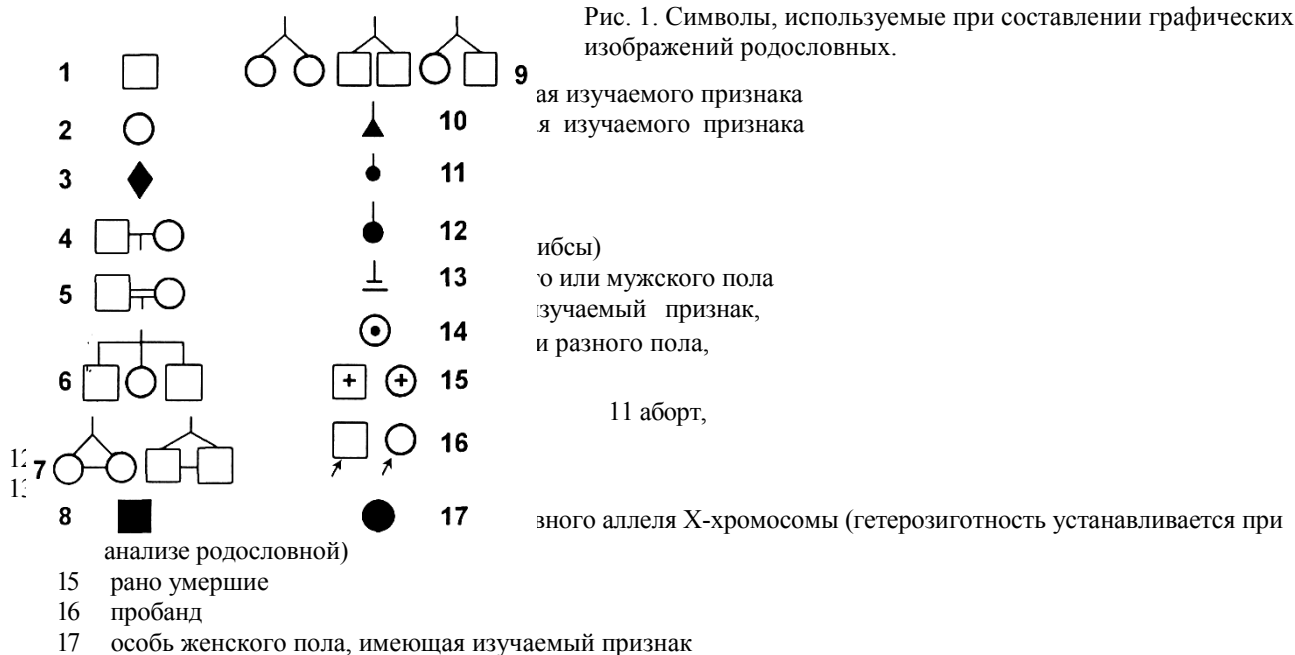 Рис. 1. Символы, используемые при составлении графических
изображений родословных.
1
9
ая изучаемого признака
2
10
я изучаемого признака
3
11
4
12
ибсы)
5
13
го или мужского пола
изучаемый признак,
14
и разного пола,
6
15
11 аборт,
16
7
8
17
вного аллеля Х-хромосомы (гетерозиготность устанавливается при
анализе родословной)
15 рано умершие
16 пробанд
17 особь женского пола, имеющая изучаемый признак